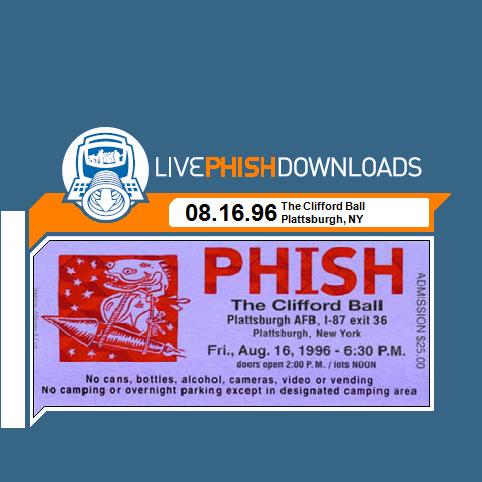 LIVEPHISHDOWNLOADS
08.16.96
The Clifford Ball
Plattsburgh, NY
PHISH
The Clifford Ball
Plattsburgh AFB, I-87 exit 36
Plattsburgh, New York
Fri., Aug. 16, 1996 - 6:30 P.M.
doors open 2:00 P.M. / lots NOON
No cans, bottles, alcohol, cameras, video or vending
No camping or overnight parking except in designated camping area
ADMISSION $25.00